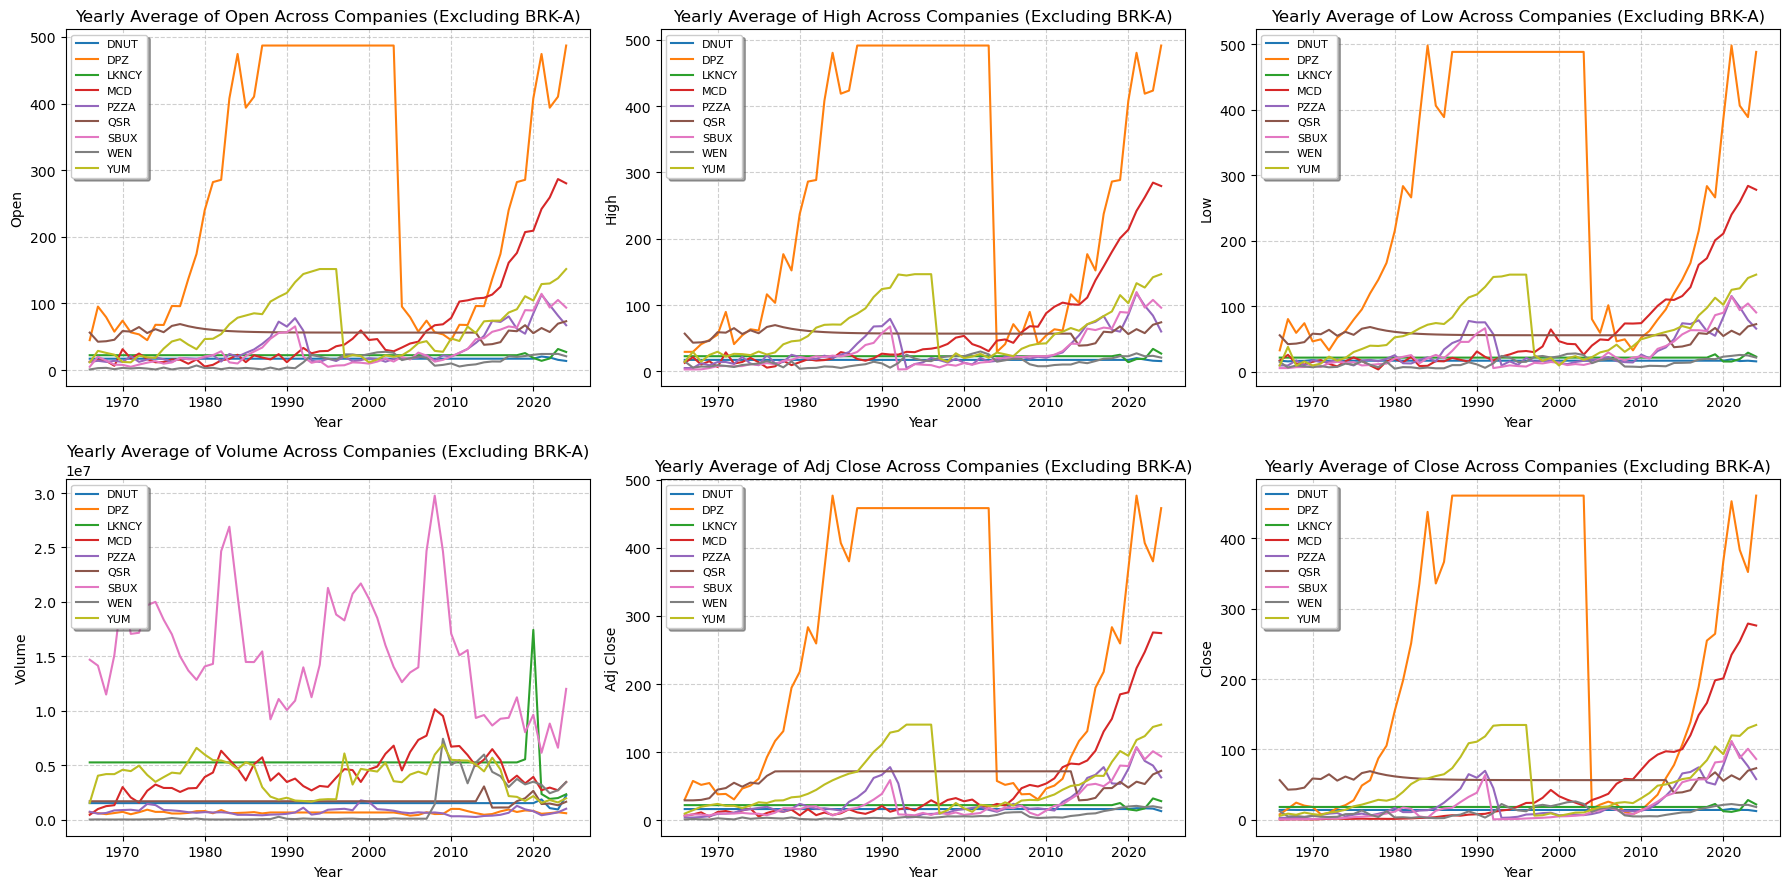 Yearly Average of Open Across Companies (Excluding BRK-A)
Open
500
400
300
200
100
0
DNUT
DPZ
LKNCY
MCD
PZZA
QSR
SBUX
WEN
YUM
1970 1980 1990 2000 2010 2020
Year
Yearly Average of High Across Companies (Excluding BRK-A)
High
500
400
300
200
100
0
DNUT
DPZ
LKNCY
MCD
PZZA
QSR
SBUX
WEN
YUM
1970 1980 1990 2000 2010 2020
Year
Yearly Average of Low Across Companies (Excluding BRK-A)
Low
500
400
300
200
100
0
DNUT
DPZ
LKNCY
MCD
PZZA
QSR
SBUX
WEN
YUM
1970 1980 1990 2000 2010 2020
Year
Yearly Average of Volume Across Companies (Excluding BRK-A)
1e7
Volume
3.0
2.5
2.0
1.5
1.0
0.5
0.0
DNUT
DPZ
LKNCY
MCD
PZZA
QSR
SBUX
WEN
YUM
1970 1980 1990 2000 2010 2020
Year
Yearly Average of Adj Close Across Companies (Excluding BRK-A)
Adj Close
500
400
300
200
100
0
DNUT
DPZ
LKNCY
MCD
PZZA
QSR
SBUX
WEN
YUM
1970 1980 1990 2000 2010 2020
Year
Yearly Average of Close Across Companies (Excluding BRK-A)
Close
400
300
200
100
0
DNUT
DPZ
LKNCY
MCD
PZZA
QSR
SBUX
WEN
YUM
1970 1980 1990 2000 2010 2020
Year